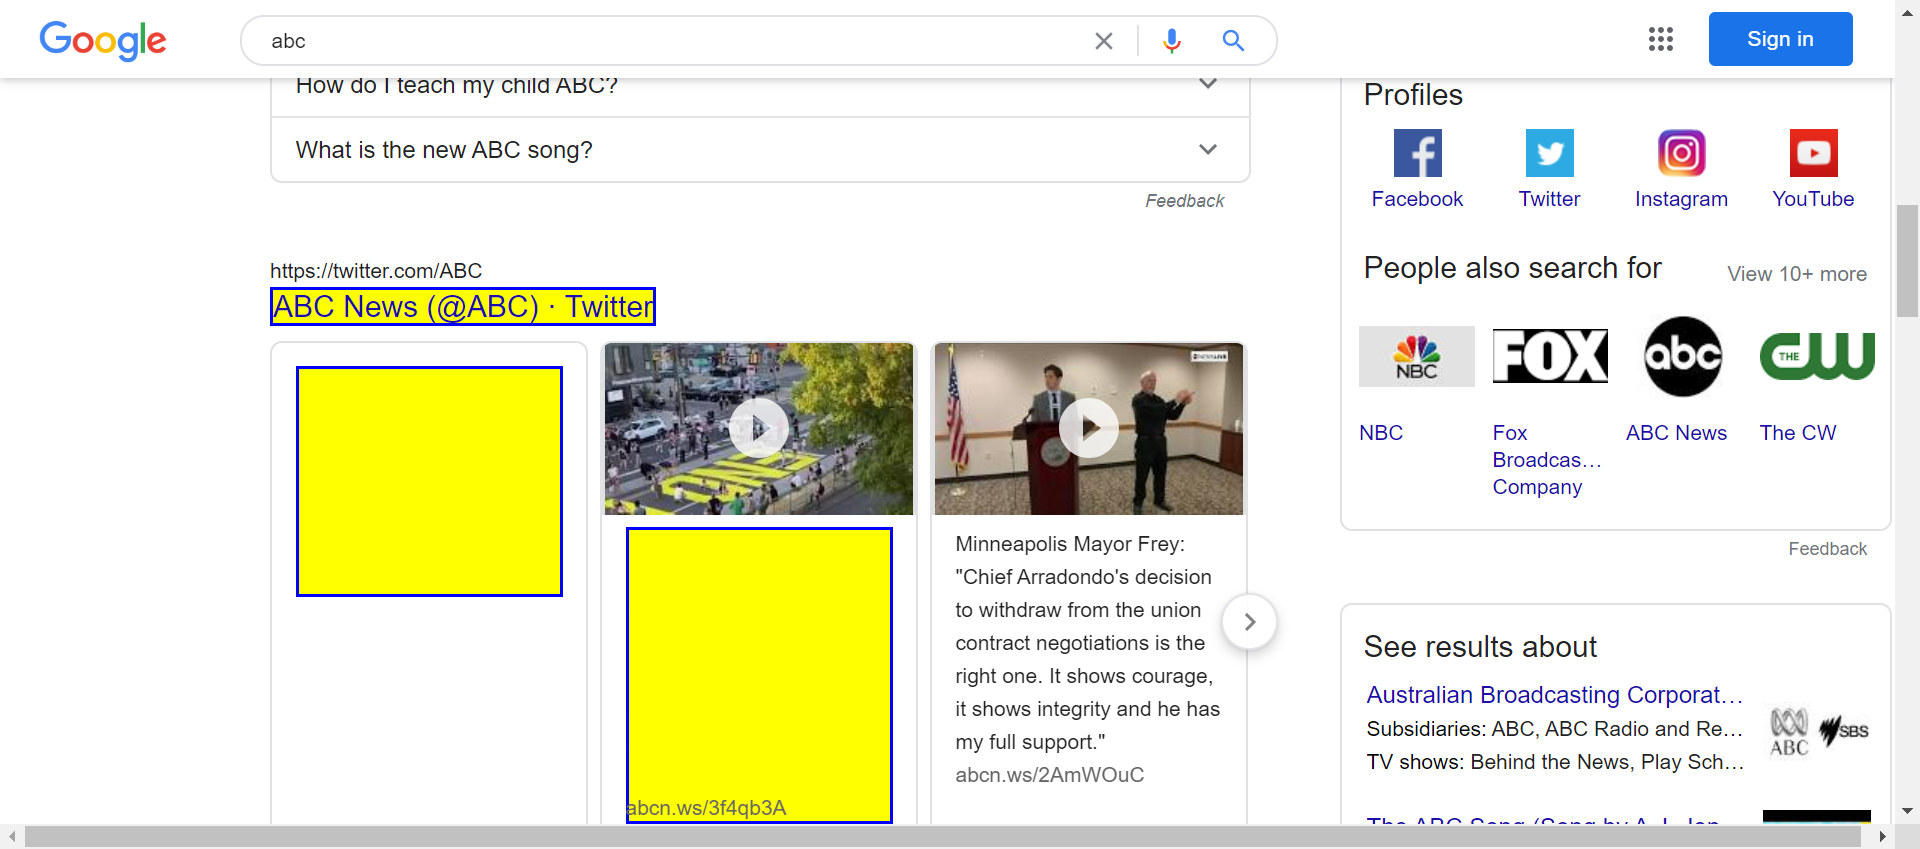 Google
abc
Sign in
How do I teach my child ABC?
What is the new ABC song?
Feedback
https://twitter.com/ABC
ABC News (@ABC) · Twitter
abcn.ws/3f4qb3A
Minneapolis Mayor Frey:
"Chief Arradondo's decision
to withdraw from the union
contract negotiations is the
right one. It shows courage,
it shows integrity and he has
my full support."
abcn.ws/2AmWOuC
Profiles
Facebook
Twitter
Instagram
YouTube
People also search for
View 10+ more
NBC
FOX
abc
THE CW
NBC
Fox
Broadcas...
Company
ABC News
The CW
Feedback
See results about
Australian Broadcasting Corporat...
Subsidiaries: ABC, ABC Radio and Re...
TV shows: Behind the News, Play Sch...
ABC
SBS